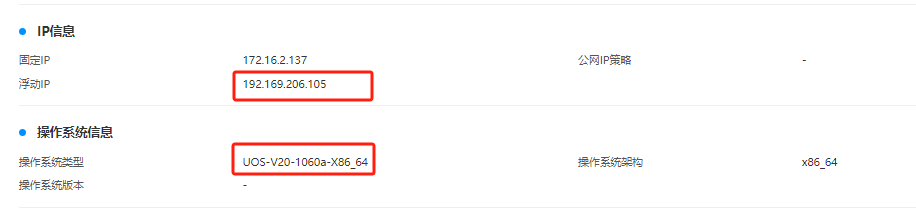 IP信息
固定IP 172.16.2.137 公网IP策略 -
浮动IP 192.169.206.105
操作系统信息
操作系统类型 UOS-V20-1060a-X86_64 操作系统架构 x86_64
操作系统版本 -